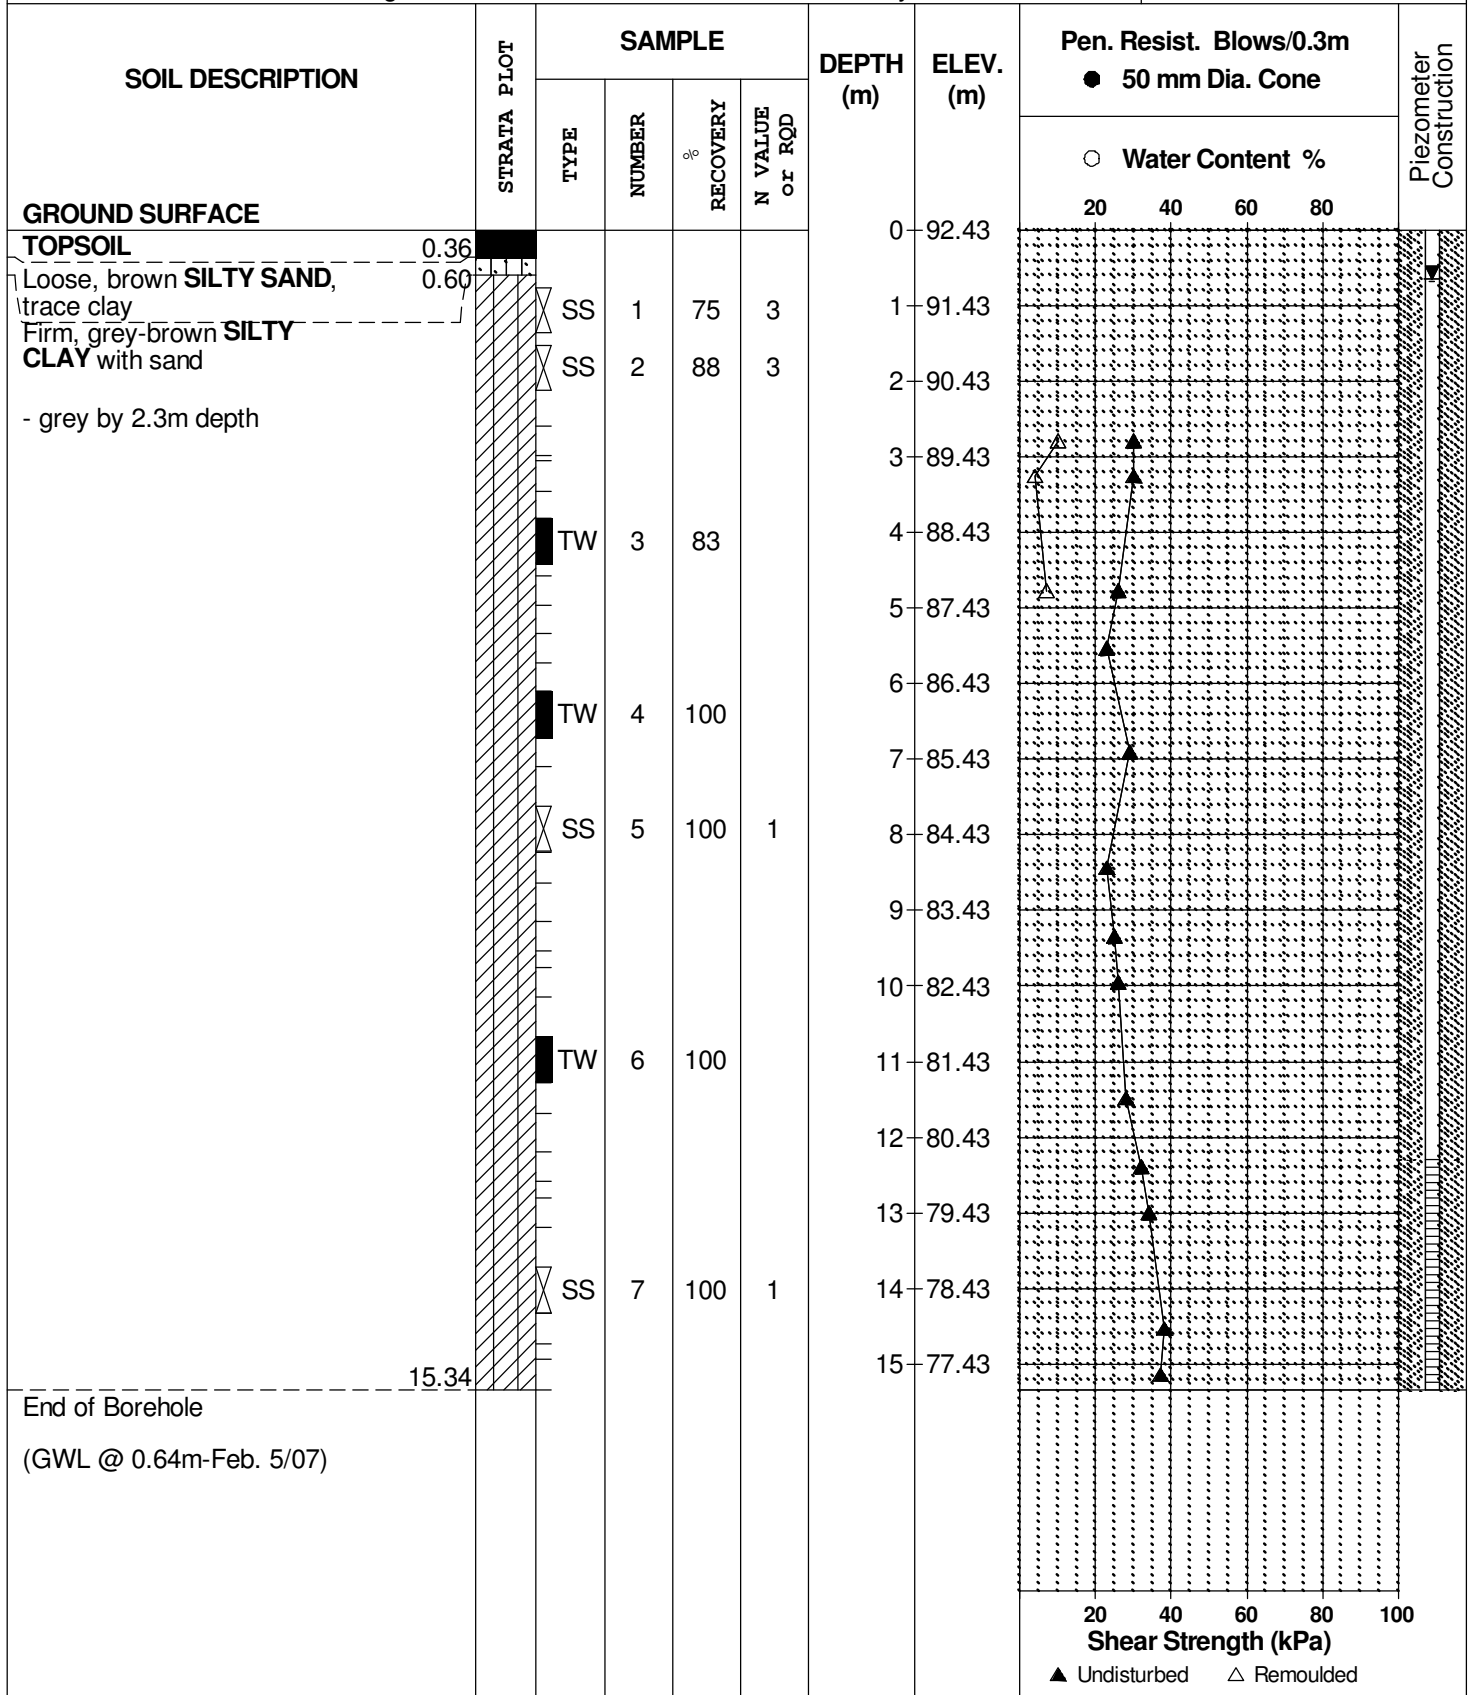 SOIL DESCRIPTION
STRATA PLOT
SAMPLE
TYPE
NUMBER
% RECOVERY
N VALUE or RQD
DEPTH (m)
ELEV. (m)
Pen. Resist. Blows/0.3m
● 50 mm Dia. Cone
○ Water Content %
Piezometer Construction
20 40 60 80
GROUND SURFACE
0 92.43
TOPSOIL 0.36
Loose, brown SILTY SAND, 0.60
trace clay
SS 1 75 3
1 91.43
Firm, grey-brown SILTY
CLAY with sand
SS 2 88 3
2 90.43
- grey by 2.3m depth
3 89.43
TW 3 83
4 88.43
5 87.43
6 86.43
TW 4 100
7 85.43
SS 5 100 1
8 84.43
9 83.43
10 82.43
TW 6 100
11 81.43
12 80.43
13 79.43
SS 7 100 1
14 78.43
15 77.43
15.34
End of Borehole
(GWL @ 0.64m-Feb. 5/07)
20 40 60 80 100
Shear Strength (kPa)
▲ Undisturbed △ Remoulded